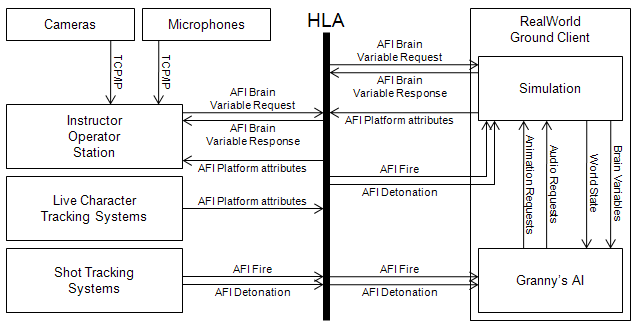 Cameras
Microphones
HLA
RealWorld
Ground Client
TCP/IP
TCP/IP
AFI Brain
Variable Request
AFI Brain
Variable Response
AFI Platform attributes
Simulation
Instructor
Operator
Station
AFI Brain
Variable Request
AFI Brain
Variable Response
AFI Platform attributes
AFI Fire
AFI Detonation
Animation Requests
Audio Requests
World State
Brain Variables
Live Character
Tracking Systems
AFI Platform attributes
Shot Tracking
Systems
AFI Fire
AFI Detonation
AFI Fire
AFI Detonation
Granny's AI